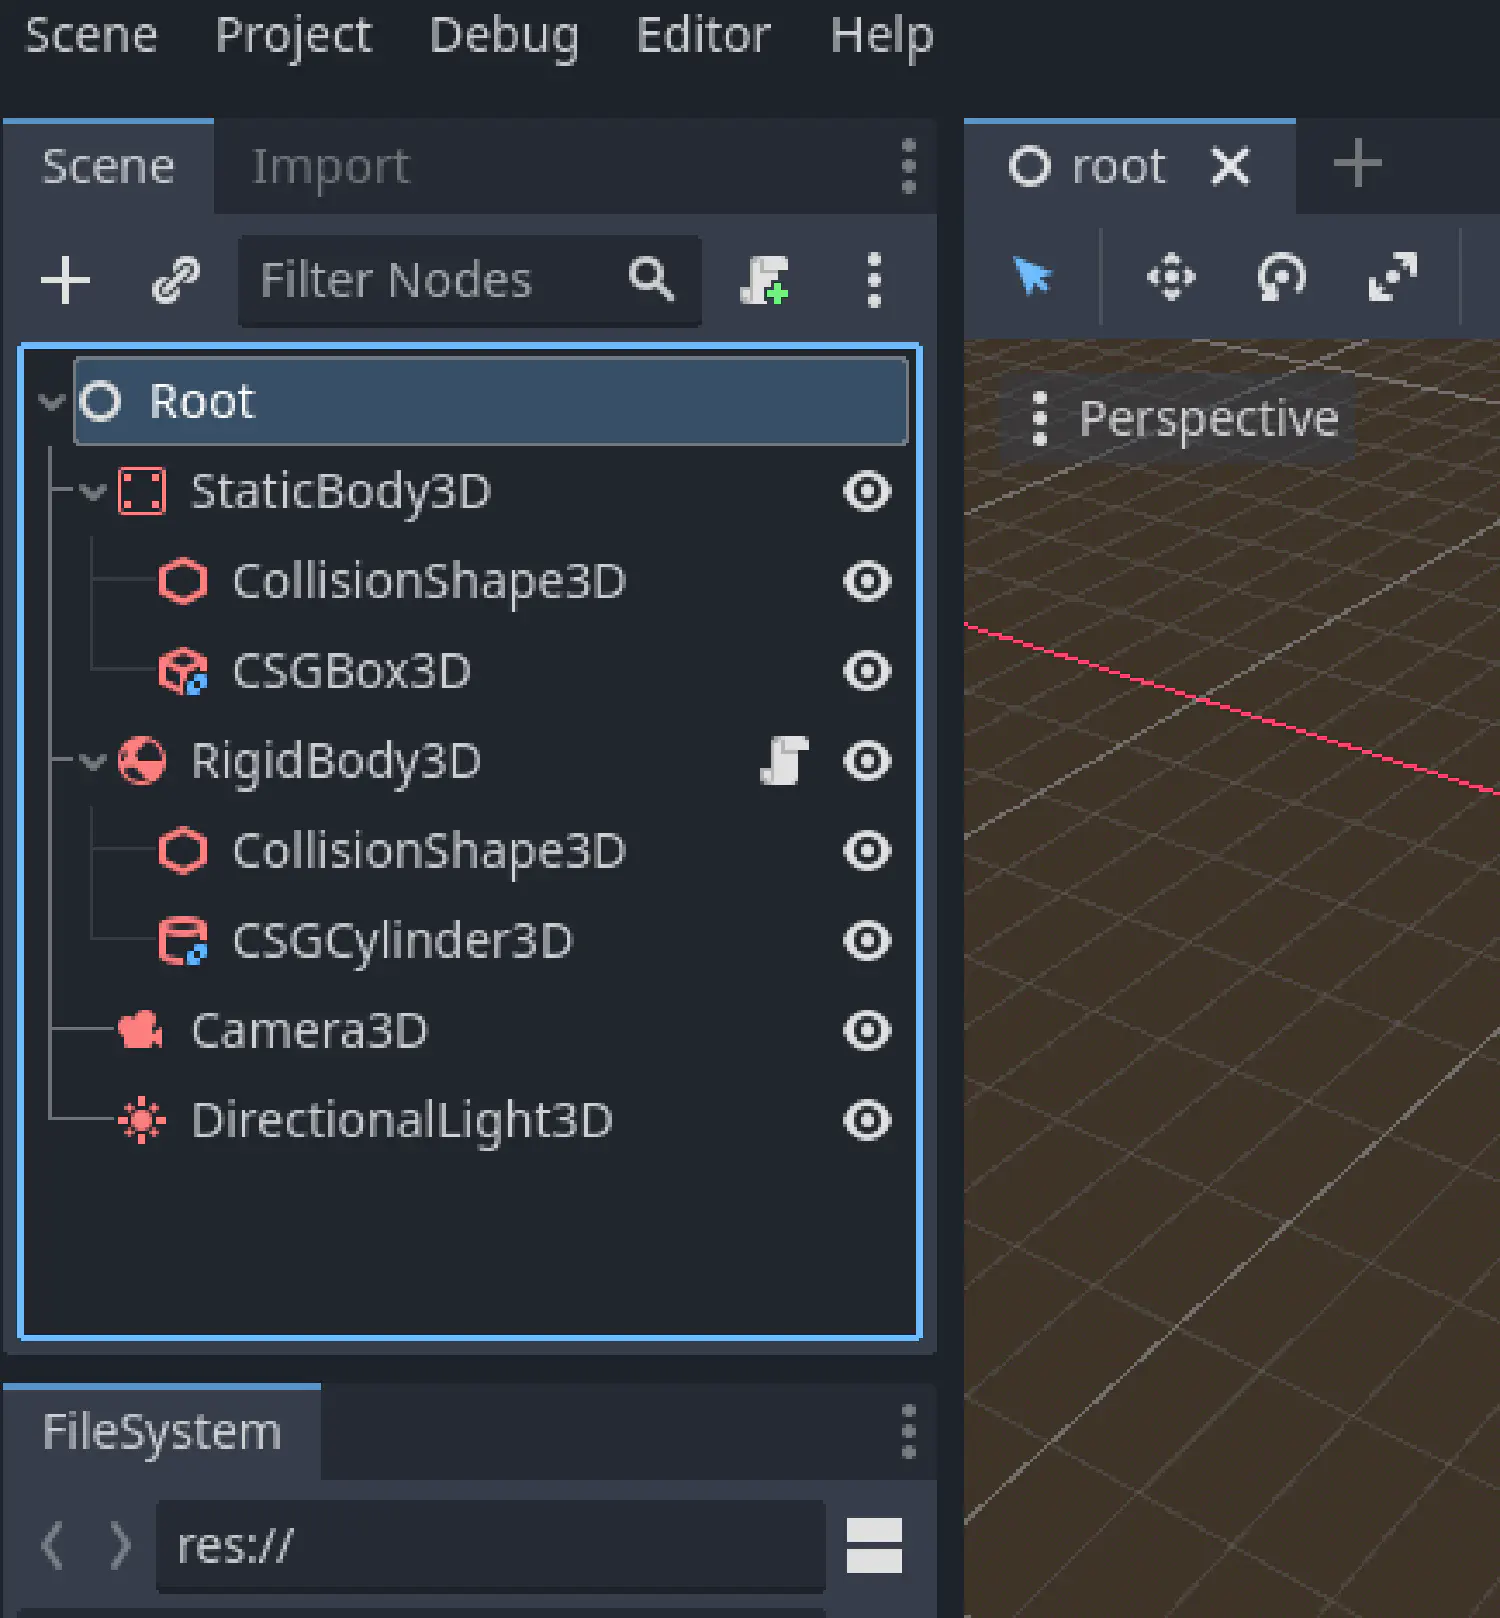 Scene Project Debug Editor Help
Scene Import
root
Filter Nodes
Perspective
Root
StaticBody3D
CollisionShape3D
CSGBox3D
RigidBody3D
CollisionShape3D
CSGCylinder3D
Camera3D
DirectionalLight3D
FileSystem
res://